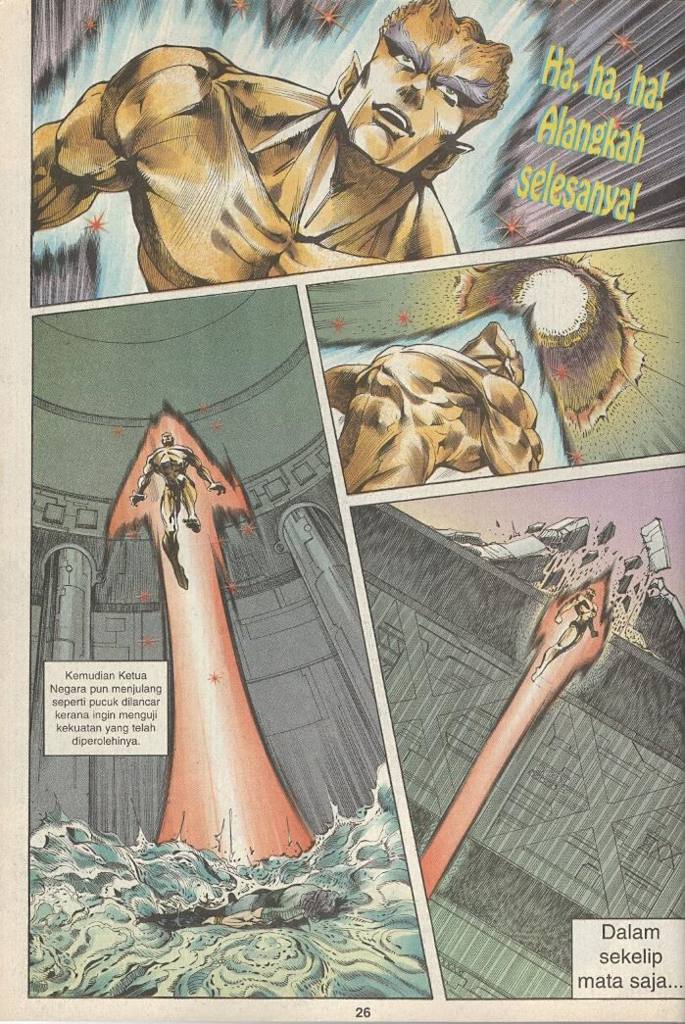 Ha, ha, ha!
Alangkah
selesanya!
Kemudian Ketua
Negara pun menjulang
seperti pucuk dilancar
kerana ingin menguji
kekuatan yang telah
diperolehinya.
Dalam
sekelip
mata saja...
26